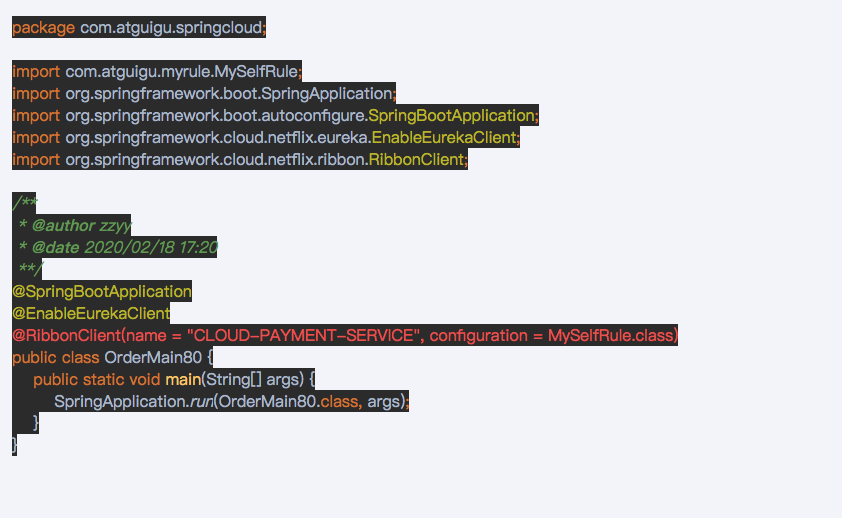 package com.atguigu.springcloud;
import com.atguigu.myrule.MySelfRule;
import org.springframework.boot.SpringApplication;
import org.springframework.boot.autoconfigure.SpringBootApplication;
import org.springframework.cloud.netflix.eureka.EnableEurekaClient;
import org.springframework.cloud.netflix.ribbon.RibbonClient;
/**
* @author zzyy
* @date 2020/02/18 17:20
**/
@SpringBootApplication
@EnableEurekaClient
@RibbonClient(name = "CLOUD-PAYMENT-SERVICE", configuration = MySelfRule.class)
public class OrderMain80 {
public static void main(String[] args) {
SpringApplication.run(OrderMain80.class, args);
}
}